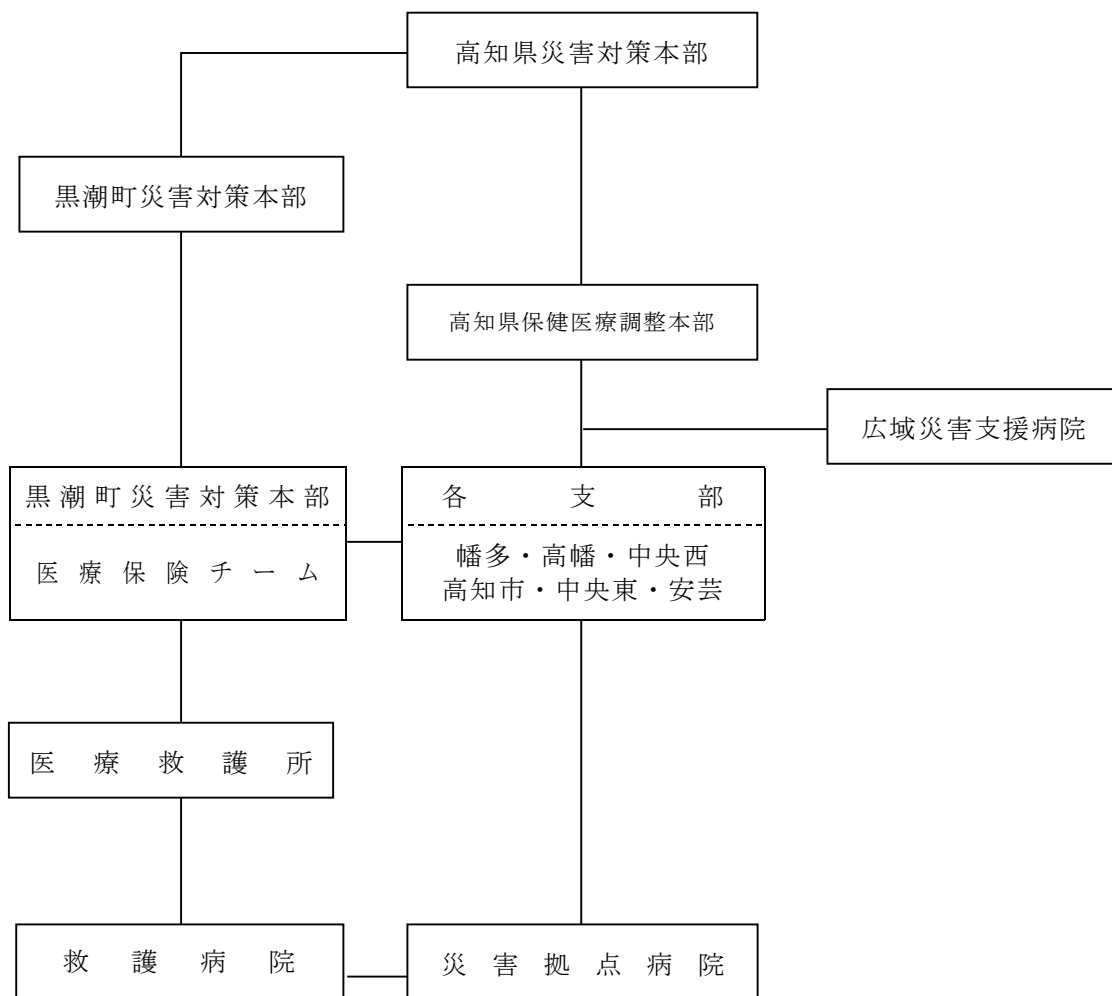 高知県災害対策本部
黒潮町災害対策本部
高知県保健医療調整本部
広域災害支援病院
黒潮町災害対策本部
医療保険チーム
各支部
幡多・高幡・中央西
高知市・中央東・安芸
医療救護所
救護病院
災害拠点病院